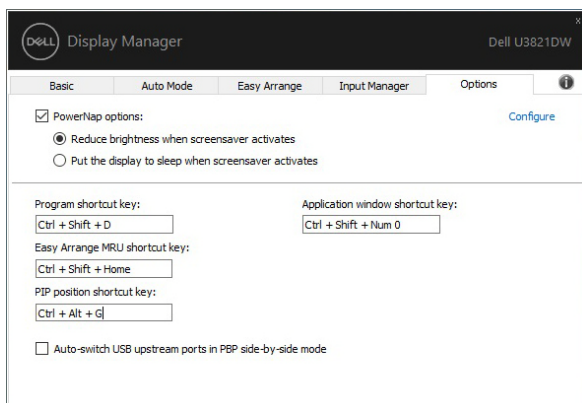 x
DELL Display Manager Dell U3821DW
Basic Auto Mode Easy Arrange Input Manager Options i
PowerNap options: Configure
Reduce brightness when screensaver activates
Put the display to sleep when screensaver activates
Program shortcut key: Application window shortcut key:
Ctrl + Shift + D Ctrl + Shift + Num 0
Easy Arrange MRU shortcut key:
Ctrl + Shift + Home
PIP position shortcut key:
Ctrl + Alt + G
Auto-switch USB upstream ports in PBP side-by-side mode